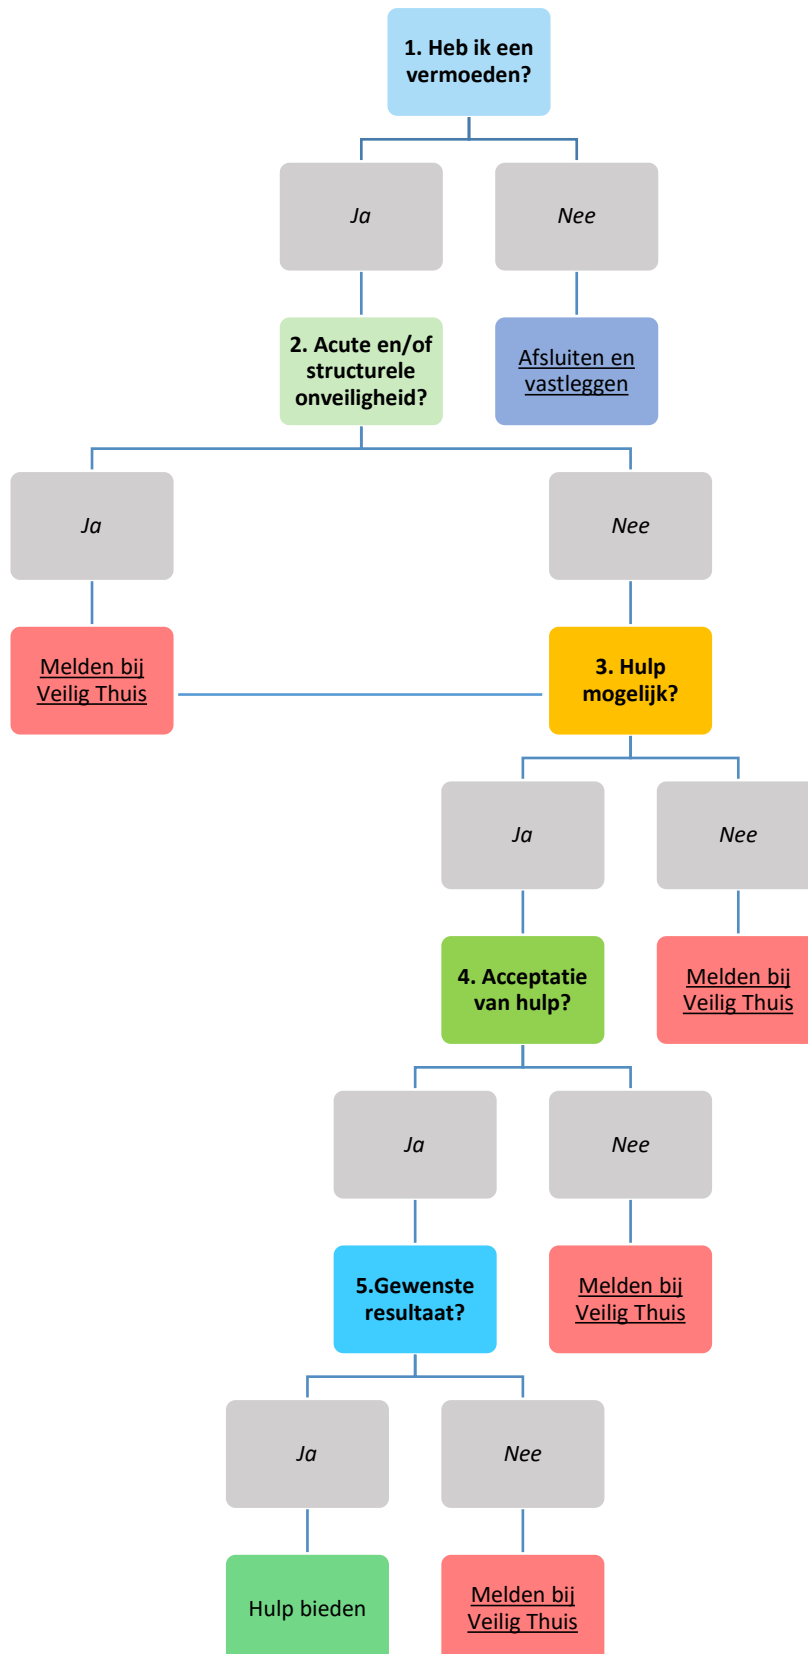 1. Heb ik een
vermoeden?
Ja
Nee
2. Acute en/of
structurele
onveiligheid?
Afsluiten en
vastleggen
Ja
Nee
Melden bij
Veilig Thuis
3. Hulp
mogelijk?
Ja
Nee
4. Acceptatie
van hulp?
Melden bij
Veilig Thuis
Ja
Nee
5.Gewenste
resultaat?
Melden bij
Veilig Thuis
Ja
Nee
Hulp bieden
Melden bij
Veilig Thuis